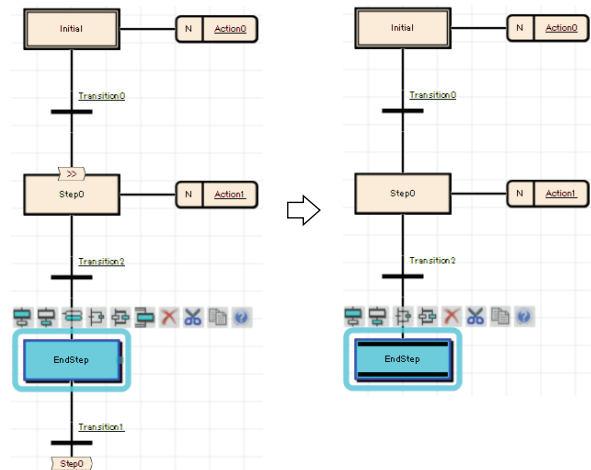 Initial
N Action0
Transition0
>>
Step0
N Action1
Transition2
?
EndStep
Transition1
Step0
Initial
N Action0
Transition0
Step0
N Action1
Transition2
?
EndStep